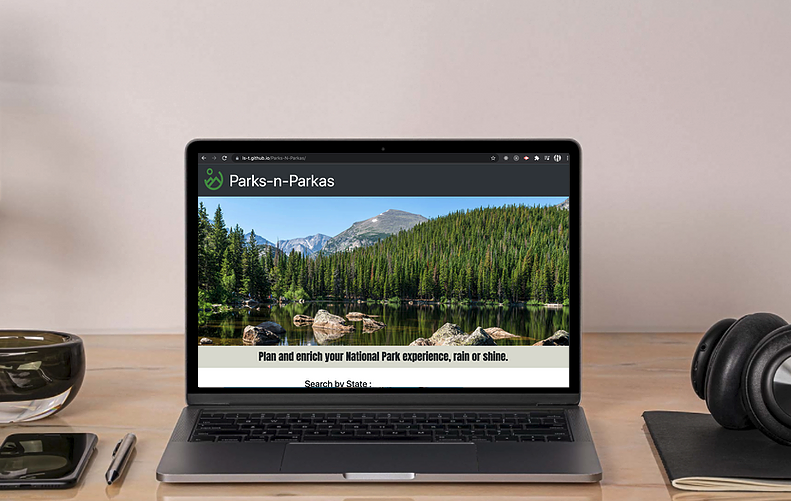 ls-t.github.io/Parks-N-Parkas/
Parks-n-Parkas
Plan and enrich your National Park experience, rain or shine.
Search by State :